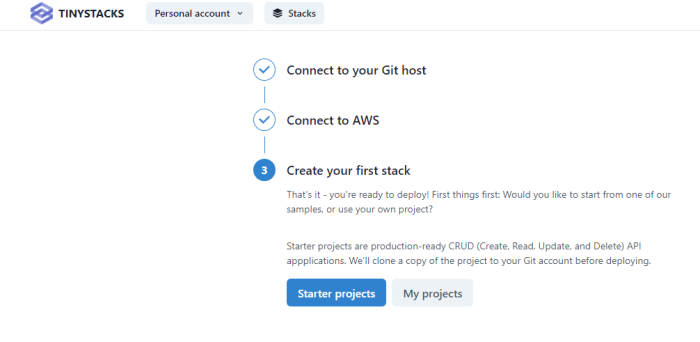 TINYSTACKS
Personal account
Stacks
Connect to your Git host
Connect to AWS
3
Create your first stack
That's it - you're ready to deploy! First things first: Would you like to start from one of our
samples, or use your own project?
Starter projects are production-ready CRUD (Create, Read, Update, and Delete) API
appplications. We'll clone a copy of the project to your Git account before deploying.
Starter projects
My projects